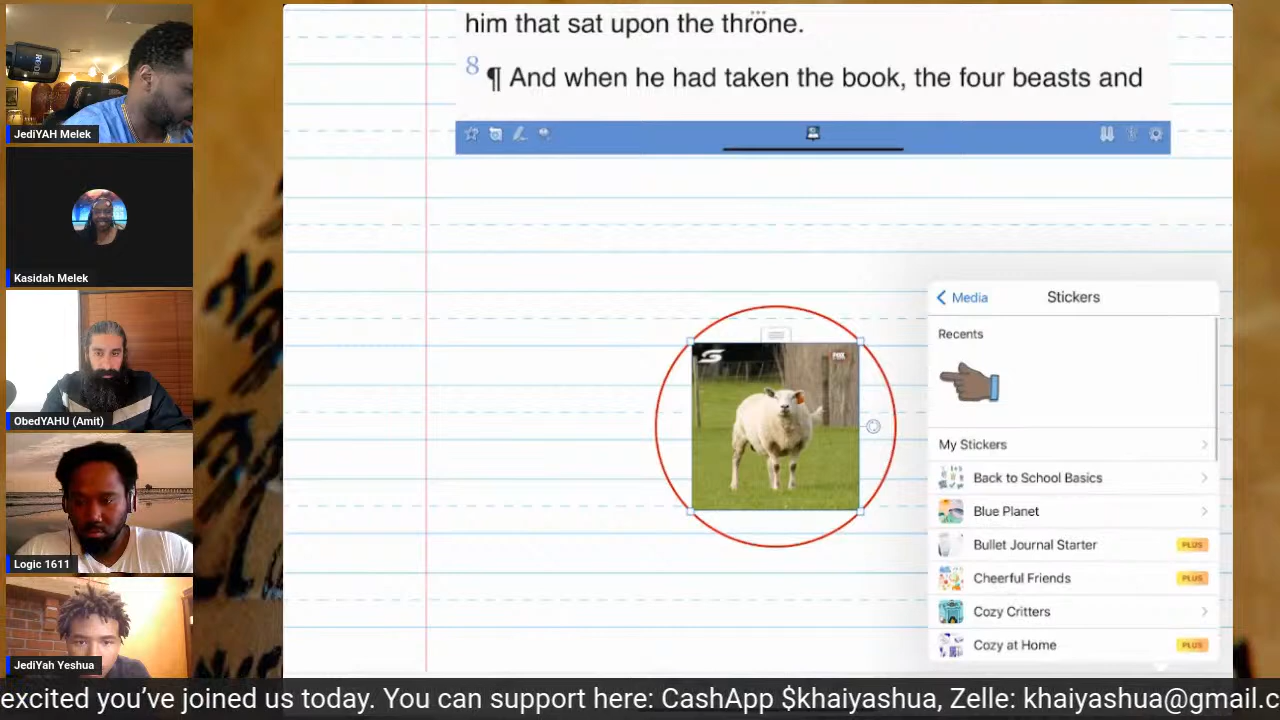 him that sat upon the throne.
8 ¶ And when he had taken the book, the four beasts and
JediYAH Melek
Kasidah Melek
ObedYAHU (Amit)
Logic 1611
JediYah Yeshua
FOX
Media
Stickers
Recents
My Stickers
Back to School Basics
Blue Planet
Bullet Journal Starter PLUS
Cheerful Friends PLUS
Cozy Critters
Cozy at Home PLUS
excited you’ve joined us today. You can support here: CashApp $khaiyashua, Zelle: khaiyashua@gmail.c